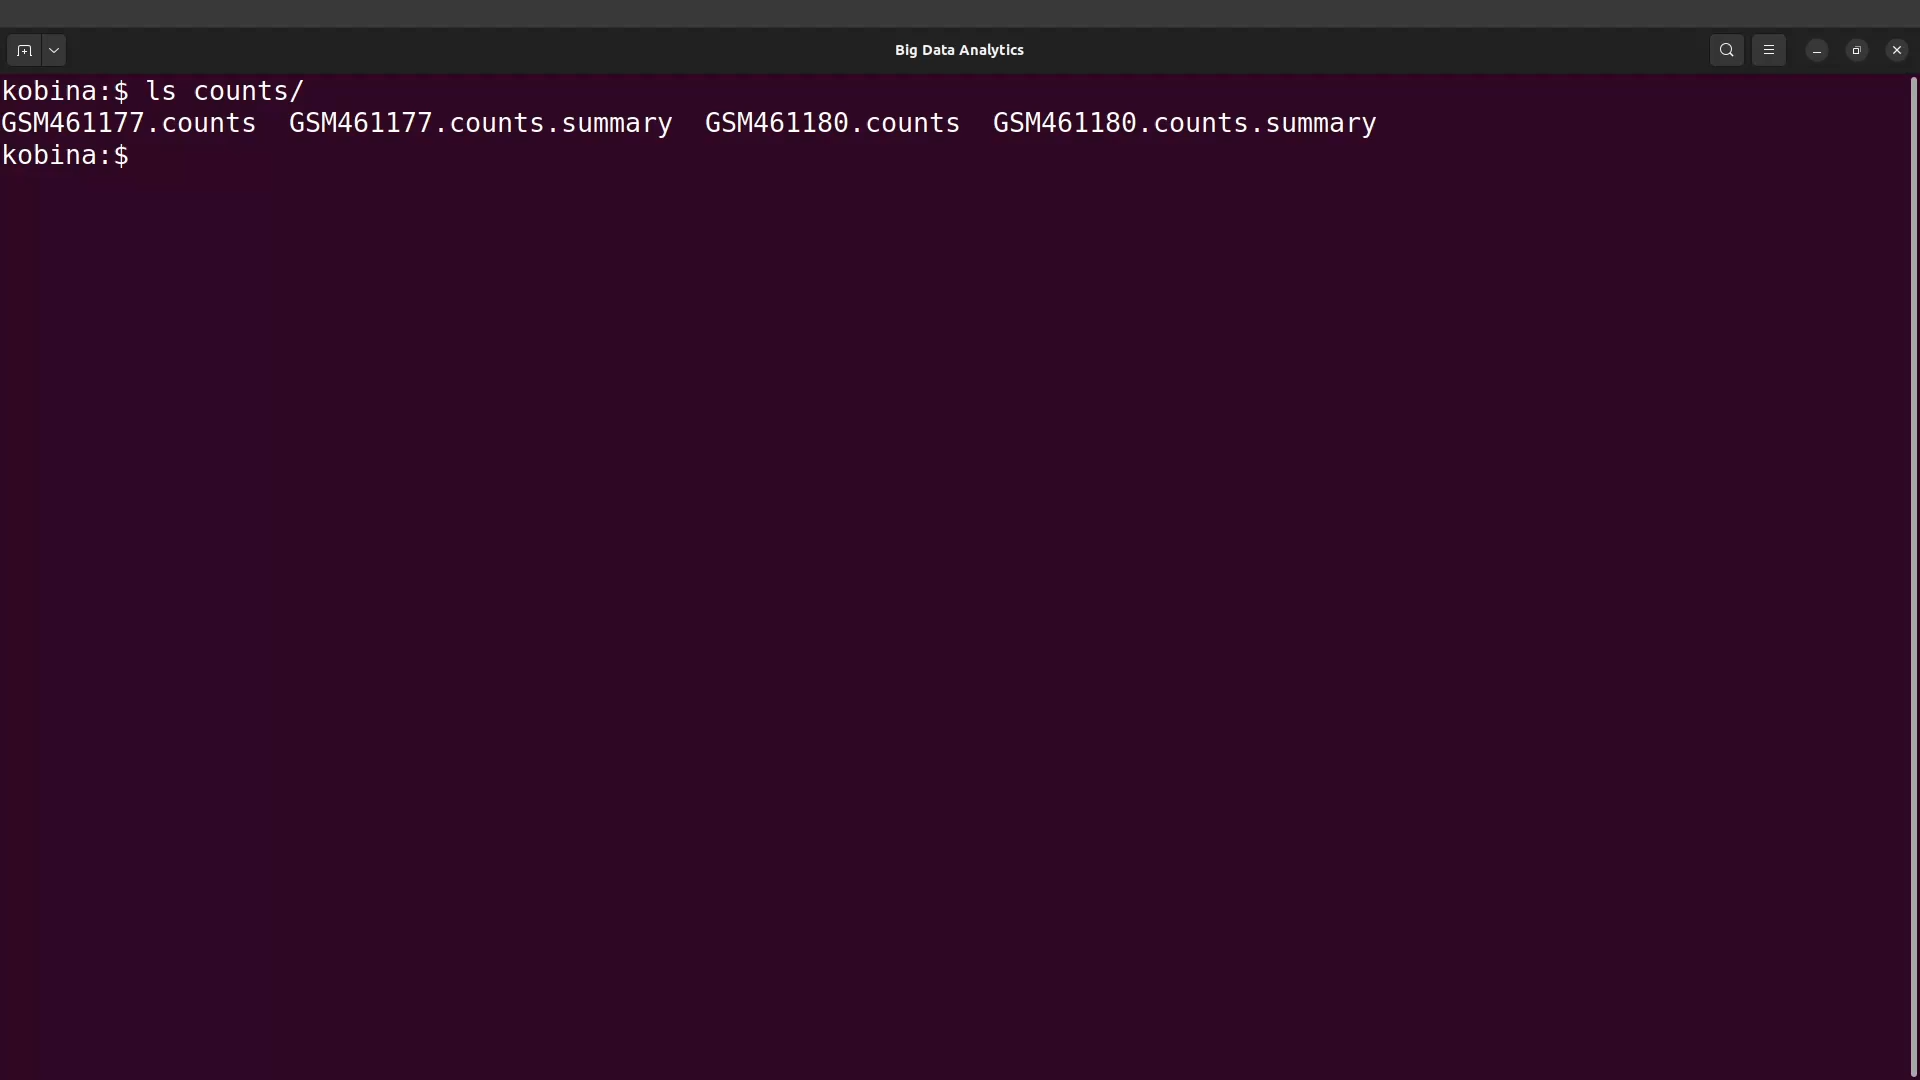 Big Data Analytics
kobina:$ ls counts/
GSM461177.counts  GSM461177.counts.summary  GSM461180.counts  GSM461180.counts.summary
kobina:$